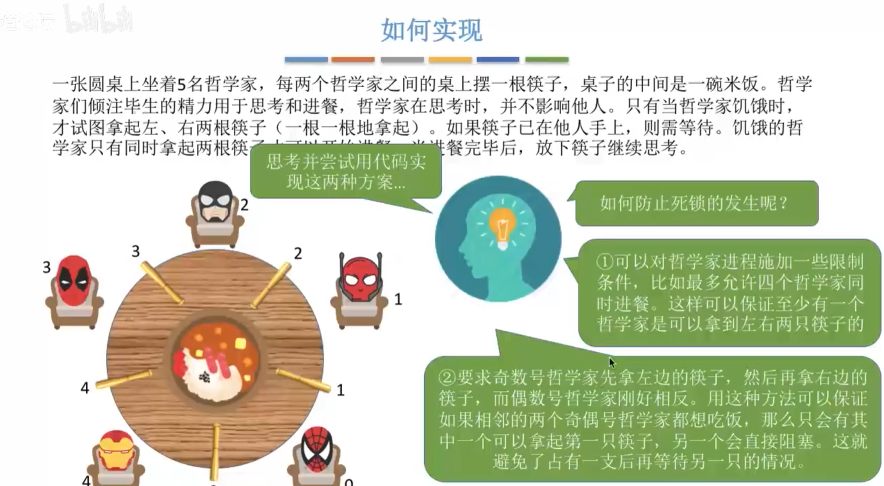 bilibili
如何实现
一张圆桌上坐着5名哲学家，每两个哲学家之间的桌上摆一根筷子，桌子的中间是一碗米饭。哲学
家们倾注毕生的精力用于思考和进餐，哲学家在思考时，并不影响他人。只有当哲学家饥饿时，
才试图拿起左、右两根筷子（一根一根地拿起）。如果筷子已在他人手上，则需等待。饥饿的哲
学家只有同时拿起两根筷子才可以开始进餐，当进餐完毕后，放下筷子继续思考。
思考并尝试用代码实
现这两种方案...
如何防止死锁的发生呢？
①可以对哲学家进程施加一些限制
条件，比如最多允许四个哲学家同
时进餐。这样可以保证至少有一个
哲学家是可以拿到左右两只筷子的
②要求奇数号哲学家先拿左边的筷子，然后再拿右边的
筷子，而偶数号哲学家刚好相反。用这种方法可以保证
如果相邻的两个奇偶号哲学家都想吃饭，那么只会有其
中一个可以拿起第一只筷子，另一个会直接阻塞。这就
避免了占有一支后再等待另一只的情况。
2
3
2
3
1
4
1
4
0